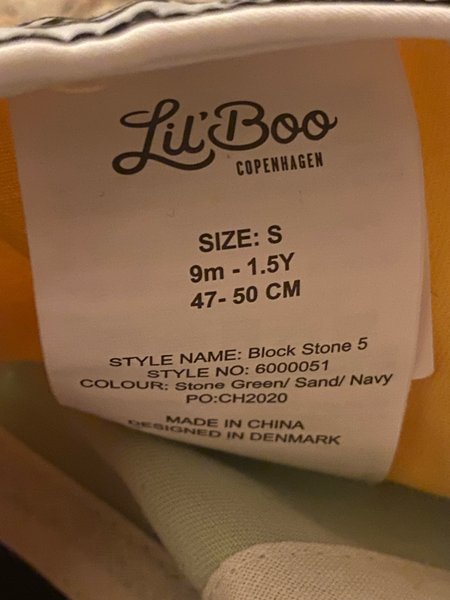 Lil'Boo
COPENHAGEN
SIZE: S
9m - 1.5Y
47- 50 CM
STYLE NAME: Block Stone 5
STYLE NO: 6000051
COLOUR: Stone Green/ Sand/ Navy
PO:CH2020
MADE IN CHINA
DESIGNED IN DENMARK